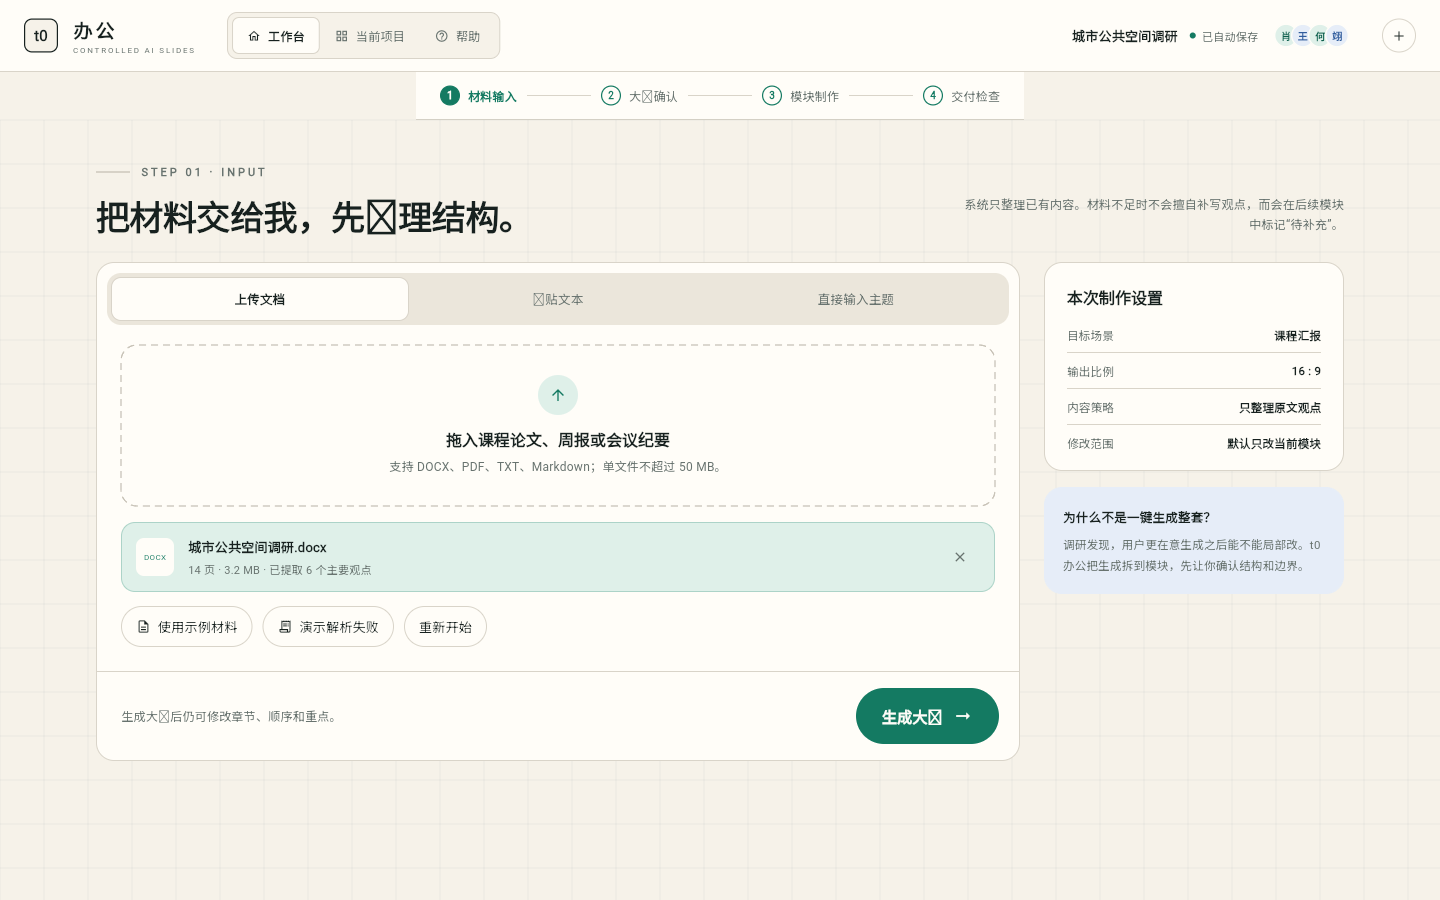 t0 办公
CONTROLLED AI SLIDES
工作台
当前项目
帮助
城市公共空间调研
已自动保存
肖 王 何 翊
1 材料输入
2 大☒确认
3 模块制作
4 交付检查
STEP 01 · INPUT
把材料交给我，先☒理结构。
系统只整理已有内容。材料不足时不会擅自补写观点，而会在后续模块
中标记“待补充”。
上传文档
☒贴文本
直接输入主题
拖入课程论文、周报或会议纪要
支持 DOCX、PDF、TXT、Markdown；单文件不超过 50 MB。
DOCX
城市公共空间调研.docx
14 页 · 3.2 MB · 已提取 6 个主要观点
使用示例材料
演示解析失败
重新开始
生成大☒后仍可修改章节、顺序和重点。
生成大☒ →
本次制作设置
目标场景 课程汇报
输出比例 16 : 9
内容策略 只整理原文观点
修改范围 默认只改当前模块
为什么不是一键生成整套？
调研发现，用户更在意生成之后能不能局部改。t0
办公把生成拆到模块，先让你确认结构和边界。